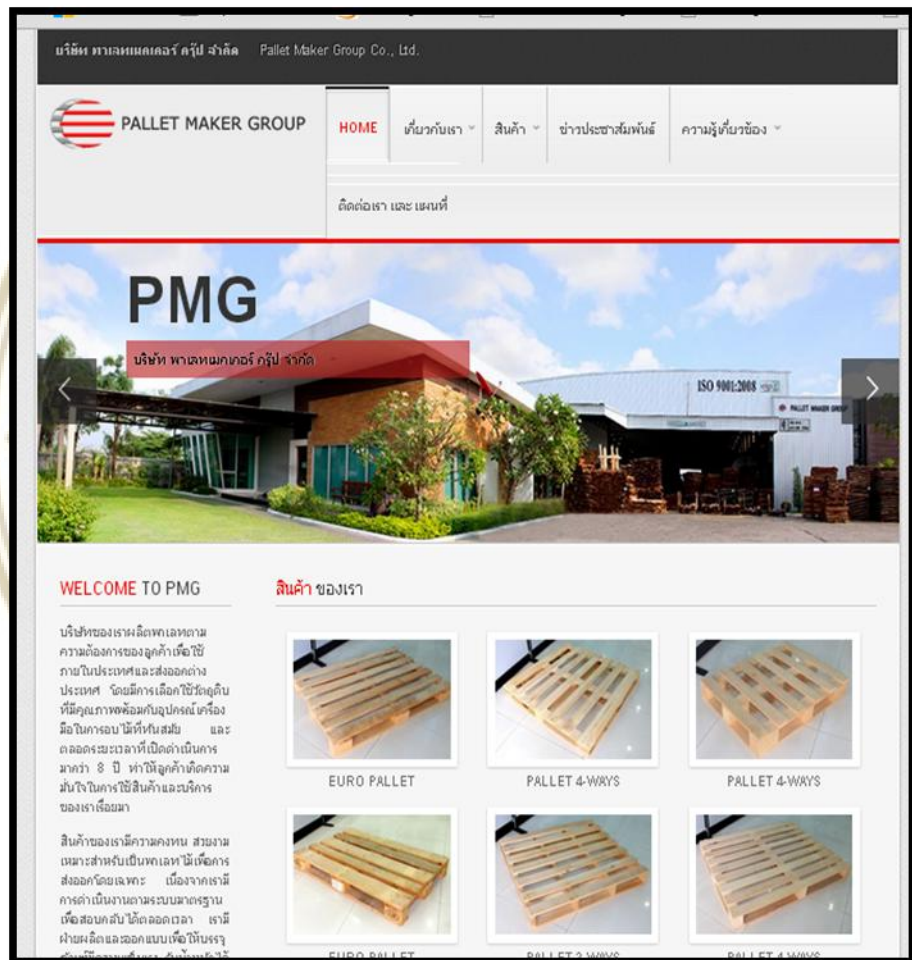 บริษัท พาเลทเมคเคอร์ กรุ๊ป จำกัด Pallet Maker Group Co., Ltd.
PALLET MAKER GROUP
HOME เกี่ยวกับเรา สินค้า ข่าวประชาสัมพันธ์ ความรู้เกี่ยวข้อง
ติดต่อเรา และ แผนที่
PMG
บริษัท พาเลทเมคเกอร์ กรุ๊ป จำกัด
ISO 9001:2008
PALLET MAKER GROUP
WELCOME TO PMG
สินค้า ของเรา
บริษัทของเราผลิตพาเลทตาม
ความต้องการของลูกค้าเพื่อใช้
ภายในประเทศและส่งออกต่าง
ประเทศ โดยมีการเลือกใช้วัตถุดิบ
ที่มีคุณภาพพร้อมกับอุปกรณ์เครื่อง
มือในการอบไม้ที่ทันสมัย และ
ตลอดระยะเวลาที่เปิดดำเนินการ
มากว่า 8 ปี ทำให้ลูกค้าเกิดความ
มั่นใจในการใช้สินค้าและบริการ
ของเราเรื่อยมา
สินค้าของเรามีความคงทน สวยงาม
เหมาะสำหรับเป็นพาเลทไม้เพื่อการ
ส่งออกโดยเฉพาะ เนื่องจากเรามี
การดำเนินงานตามระบบมาตรฐาน
เพื่อสอบกลับได้ตลอดเวลา เรามี
ฝ่ายผลิตและออกแบบเพื่อให้บรรจุ
EURO PALLET
PALLET 4-WAYS
PALLET 4-WAYS
EURO PALLET
PALLET 2-WAYS
PALLET 4-WAYS